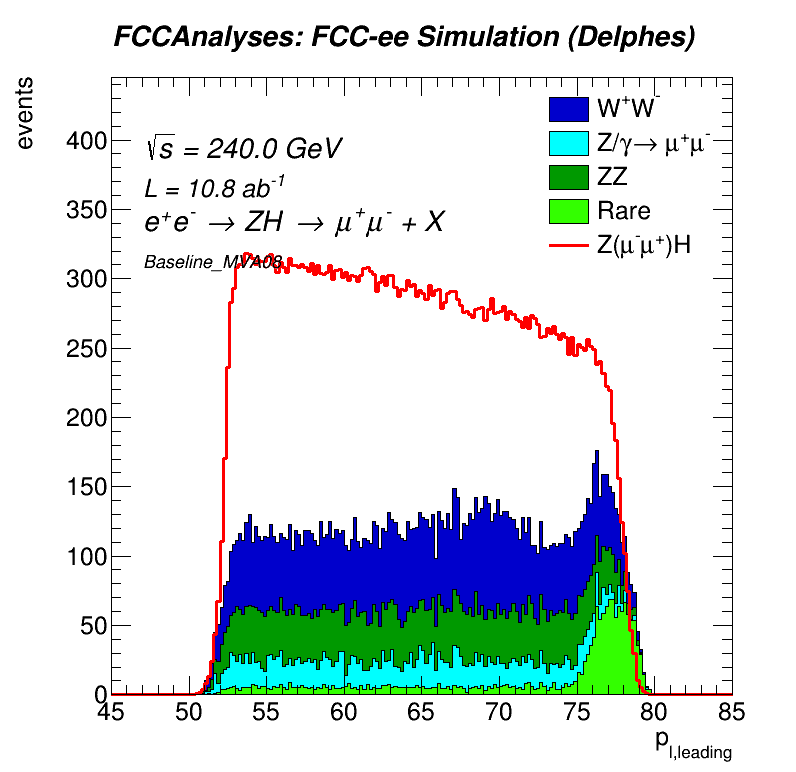 FCCAnalyses: FCC-ee Simulation (Delphes)
events
√s = 240.0 GeV
L = 10.8 ab⁻¹
e⁺e⁻ → ZH → μ⁺μ⁻ + X
Baseline_MVA08
W⁺W⁻
Z/γ→ μ⁺μ⁻
ZZ
Rare
Z(μ⁻μ⁺)H
400
350
300
250
200
150
100
50
0
45 50 55 60 65 70 75 80 85
p_l,leading